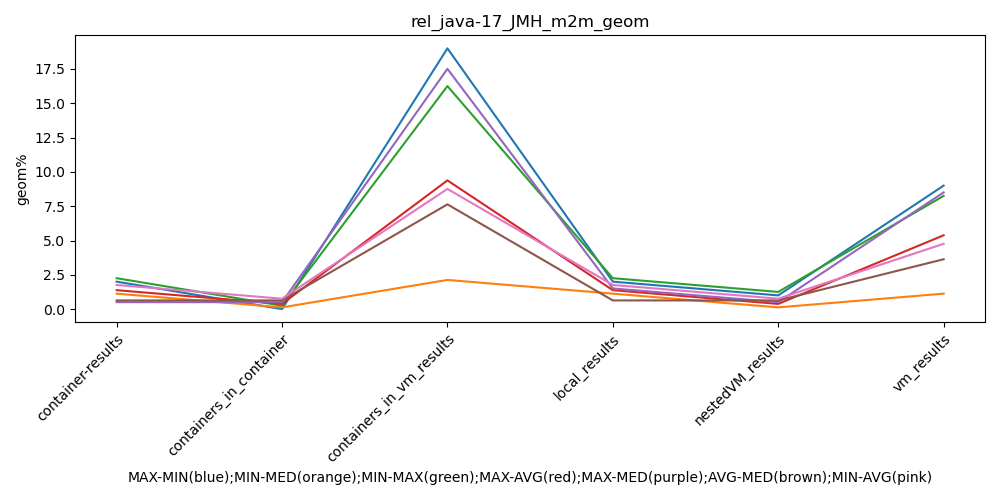 rel_java-17_JMH_m2m_geom
geom%
17.5
15.0
12.5
10.0
7.5
5.0
2.5
0.0
container-results
containers_in_container
containers_in_vm_results
local_results
nestedVM_results
vm_results
MAX-MIN(blue);MIN-MED(orange);MIN-MAX(green);MAX-AVG(red);MAX-MED(purple);AVG-MED(brown);MIN-AVG(pink)